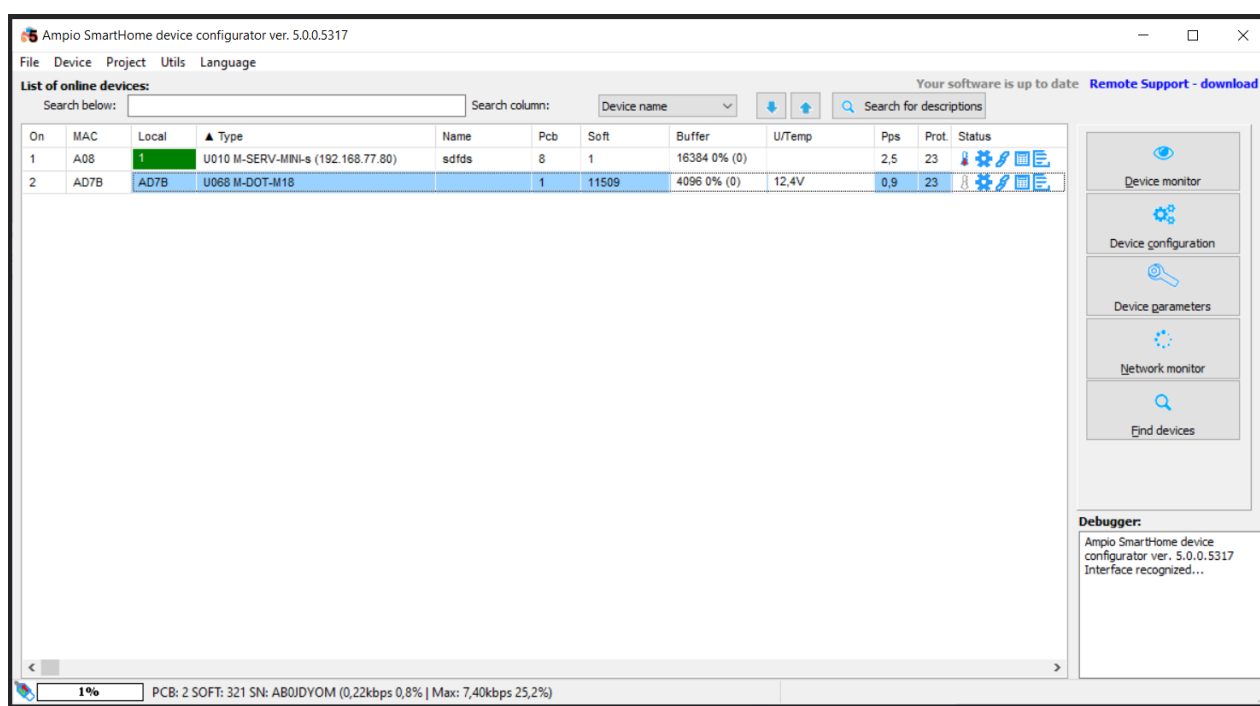 Ampio SmartHome device configurator ver. 5.0.0.5317
File Device Project Utils Language
List of online devices:
Your software is up to date Remote Support - download
Search below: Search column: Device name Search for descriptions
On MAC Local ▲ Type Name Pcb Soft Buffer U/Temp Pps Prot. Status
1 A08 1 U010 M-SERV-MINI-s (192.168.77.80) sdfds 8 1 16384 0% (0) 2,5 23
2 AD7B AD7B U068 M-DOT-M18 1 11509 4096 0% (0) 12,4V 0,9 23
Device monitor
Device configuration
Device parameters
Network monitor
Find devices
Debugger:
Ampio SmartHome device
configurator ver. 5.0.0.5317
Interface recognized...
1% PCB: 2 SOFT: 321 SN: AB0JDYOM (0,22kbps 0,8% | Max: 7,40kbps 25,2%)